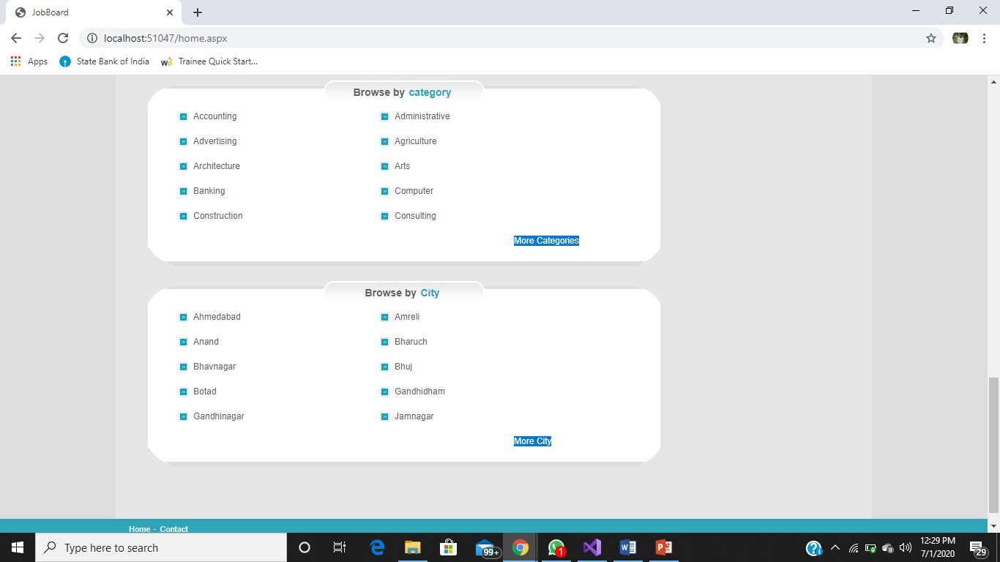 JobBoard
localhost:51047/home.aspx
Apps State Bank of India Trainee Quick Start...
Browse by category
Accounting Administrative
Advertising Agriculture
Architecture Arts
Banking Computer
Construction Consulting
More Categories
Browse by City
Ahmedabad Amreli
Anand Bharuch
Bhavnagar Bhuj
Botad Gandhidham
Gandhinagar Jamnagar
More City
Home - Contact
Type here to search
99+
1
12:29 PM
7/1/2020
29